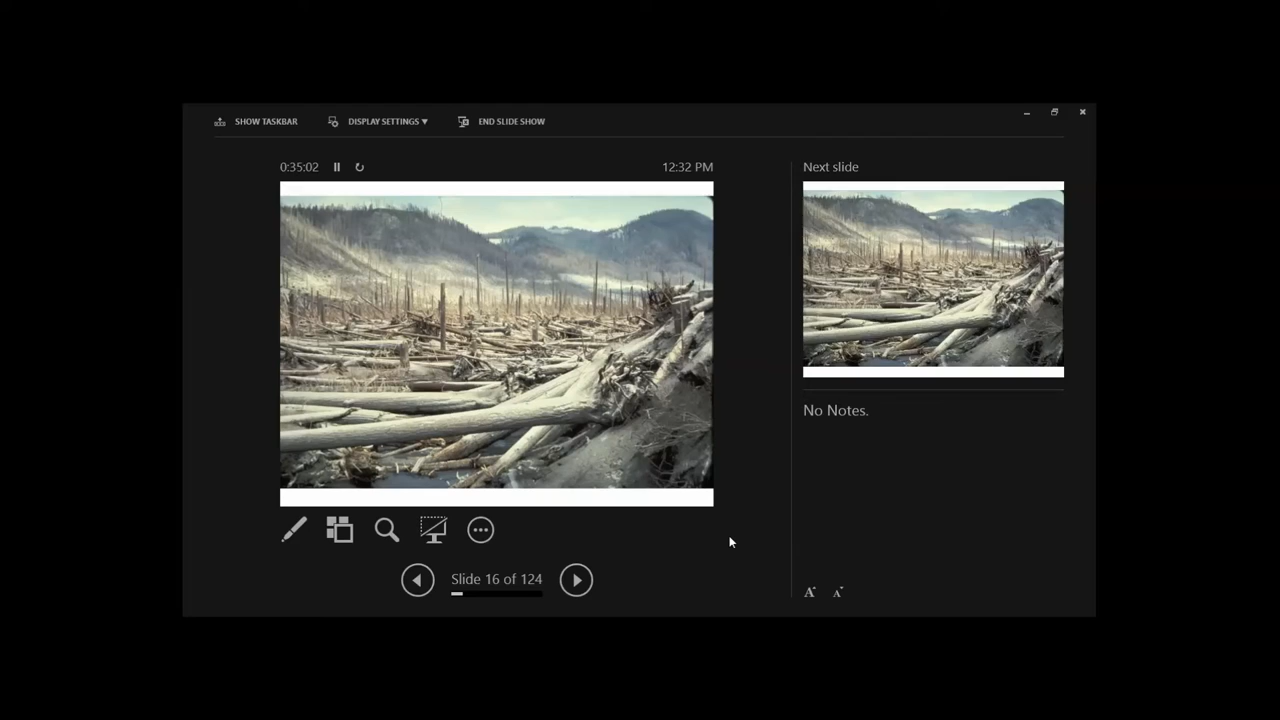 SHOW TASKBAR
DISPLAY SETTINGS ▼
END SLIDE SHOW
0:35:02
12:32 PM
Next slide
No Notes.
Slide 16 of 124
A
A